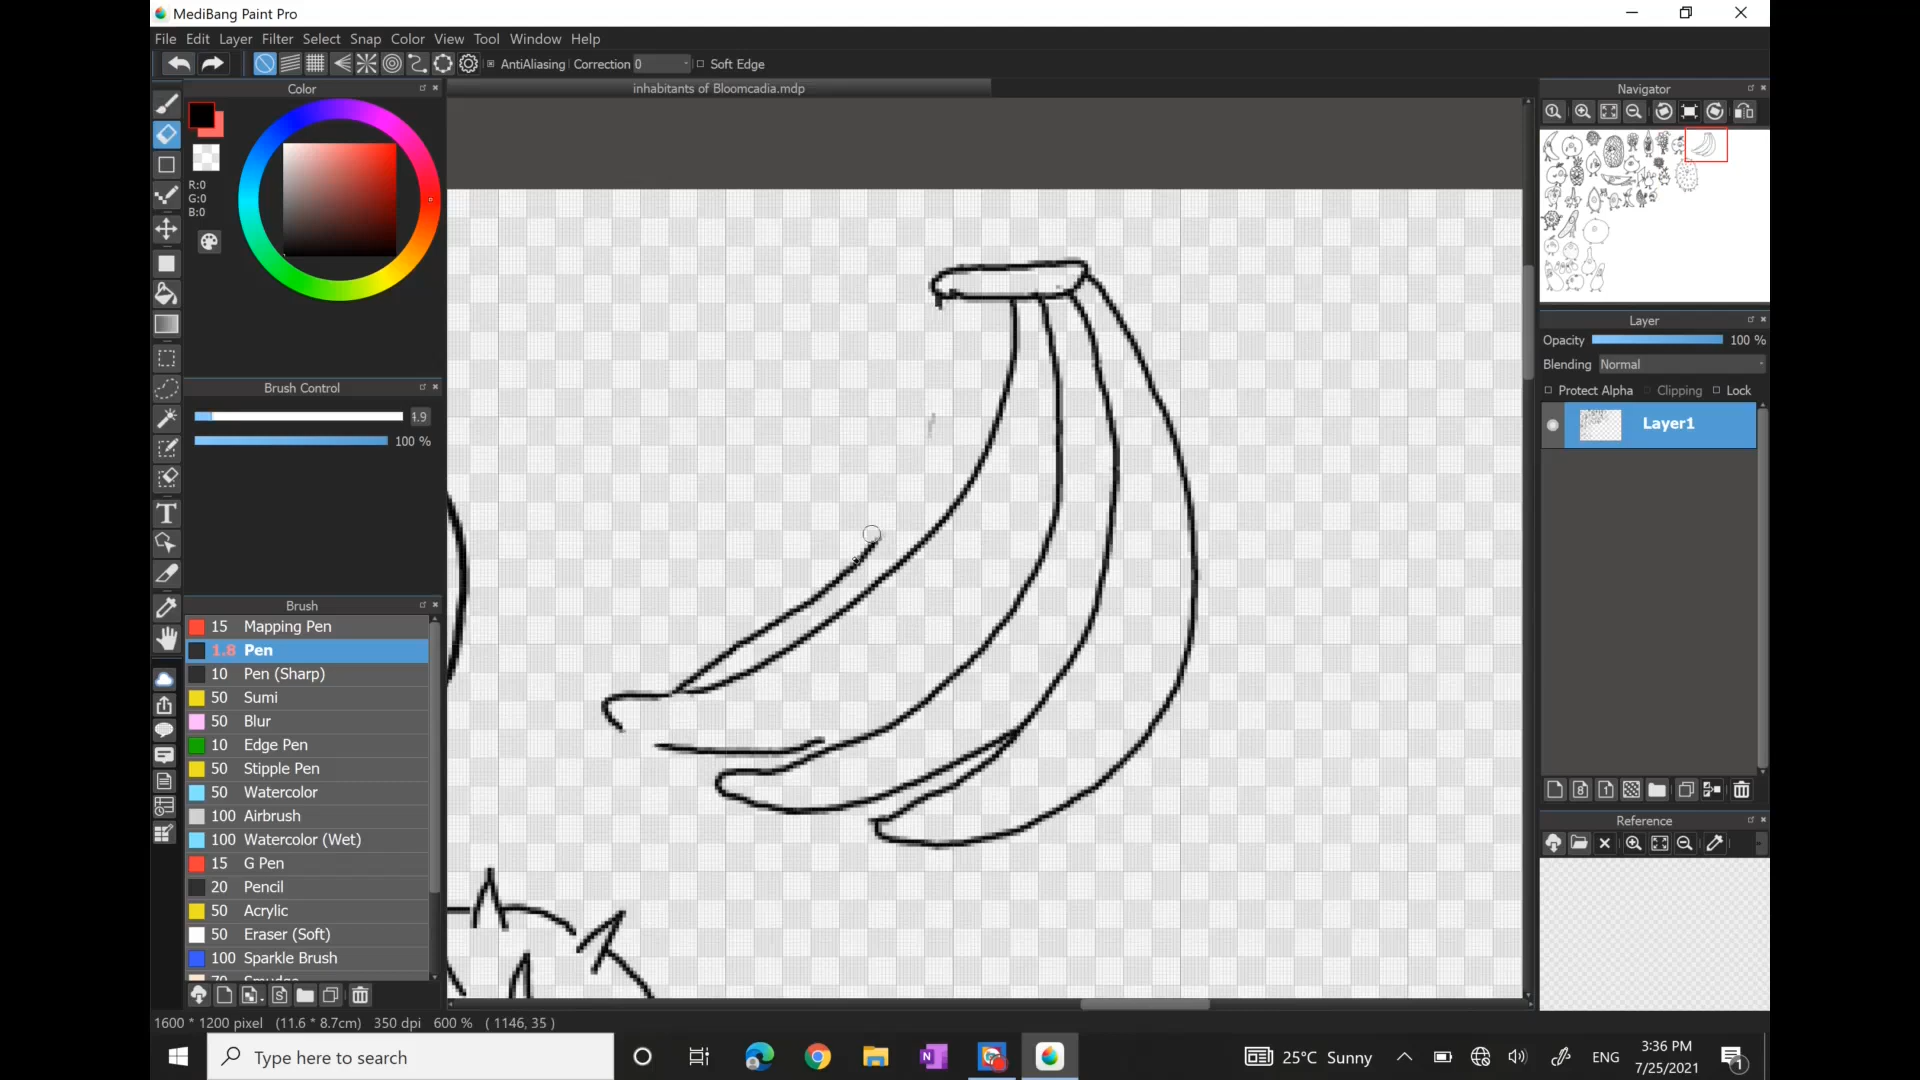 MediBang Paint Pro
File Edit Layer Filter Select Snap Color View Tool Window Help
AntiAliasing Correction 0 Soft Edge
Color
inhabitants of Bloomcadia.mdp
Navigator
R:0
G:0
B:0
Layer
Opacity 100 %
Blending Normal
Protect Alpha Clipping Lock
Layer1
Brush Control
100 %
Brush
15 Mapping Pen
1.8 Pen
10 Pen (Sharp)
50 Sumi
50 Blur
10 Edge Pen
50 Stipple Pen
50 Watercolor
100 Airbrush
100 Watercolor (Wet)
15 G Pen
20 Pencil
50 Acrylic
50 Eraser (Soft)
100 Sparkle Brush
Reference
1600 * 1200 pixel (11.6 * 8.7cm) 350 dpi 600 % ( 1146, 35 )
Type here to search
25°C Sunny
ENG
3:36 PM
7/25/2021
1